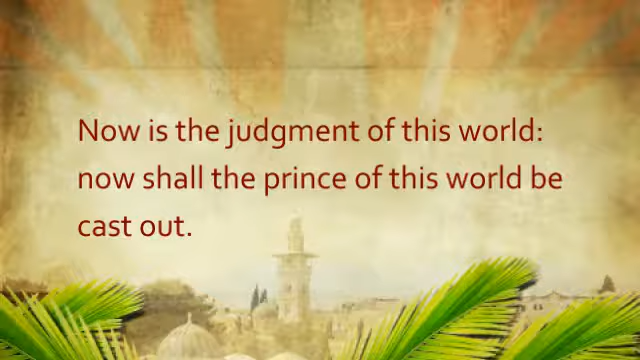 Now is the judgment of this world:
now shall the prince of this world be
cast out.